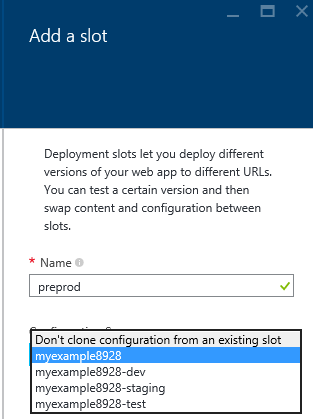 Add a slot
Deployment slots let you deploy different
versions of your web app to different URLs.
You can test a certain version and then
swap content and configuration between
slots.
* Name
preprod
Don't clone configuration from an existing slot
myexample8928
myexample8928-dev
myexample8928-staging
myexample8928-test